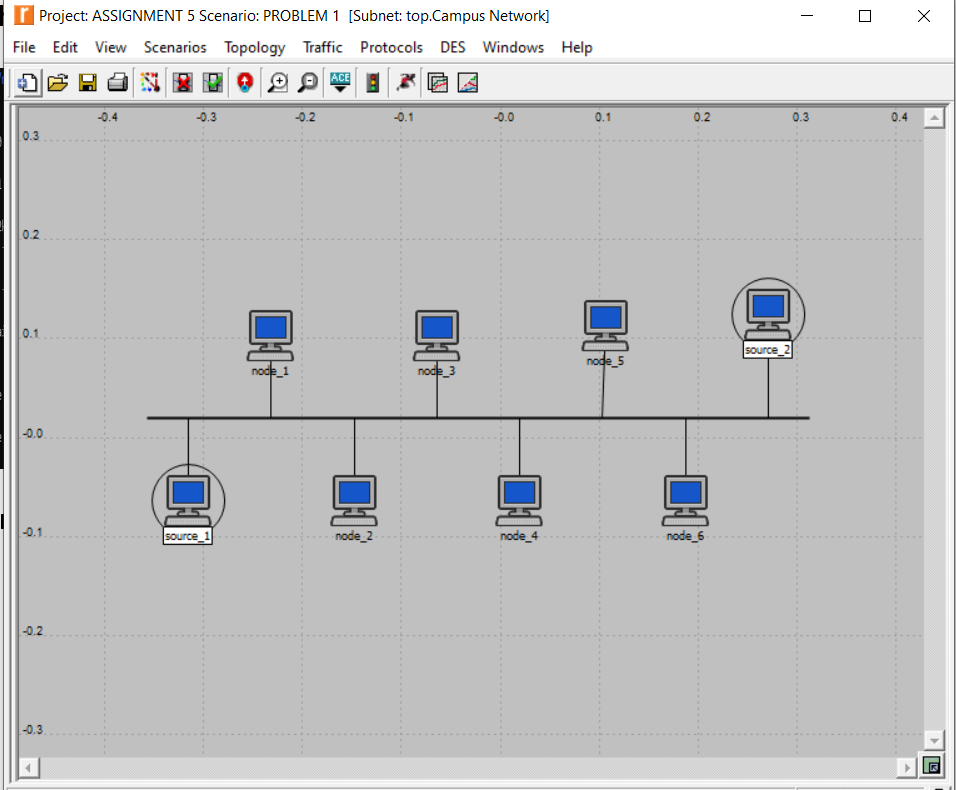 Project: ASSIGNMENT 5 Scenario: PROBLEM 1 [Subnet: top.Campus Network]
File Edit View Scenarios Topology Traffic Protocols DES Windows Help
ACE
-0.4 -0.3 -0.2 -0.1 -0.0 0.1 0.2 0.3 0.4
0.3
0.2
0.1
source_2
node_5
node_1 node_3
-0.0
-0.1
source_1 node_2 node_4 node_6
-0.2
-0.3